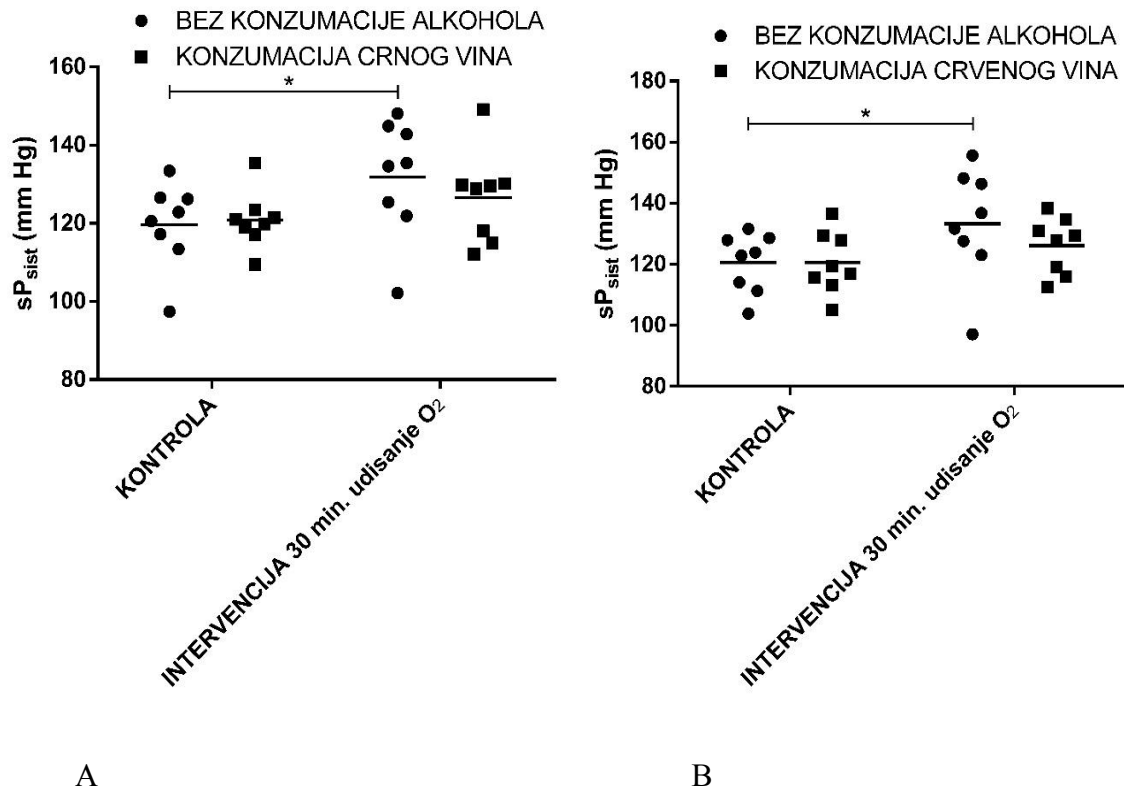 BEZ KONZUMACIJE ALKOHOLA
KONZUMACIJA CRNOG VINA
160
140
120
100
80
sPsist (mm Hg)
*
KONTROLA
INTERVENCIJA 30 min. udisanje O2
A
BEZ KONZUMACIJE ALKOHOLA
KONZUMACIJA CRVENOG VINA
180
160
140
120
100
80
sPsist (mm Hg)
*
KONTROLA
INTERVENCIJA 30 min. udisanje O2
B